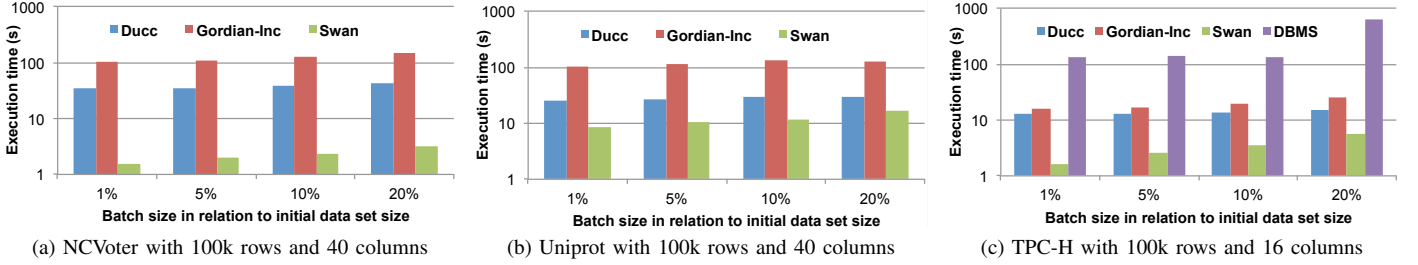 Execution time (s)
1000
100
10
1
Ducc Gordian-Inc Swan
1% 5% 10% 20%
Batch size in relation to initial data set size
(a) NCVoter with 100k rows and 40 columns
Execution time (s)
1000
100
10
1
Ducc Gordian-Inc Swan
1% 5% 10% 20%
Batch size in relation to initial data set size
(b) Uniprot with 100k rows and 40 columns
Execution time (s)
1000
100
10
1
Ducc Gordian-Inc Swan DBMS
1% 5% 10% 20%
Batch size in relation to initial data set size
(c) TPC-H with 100k rows and 16 columns